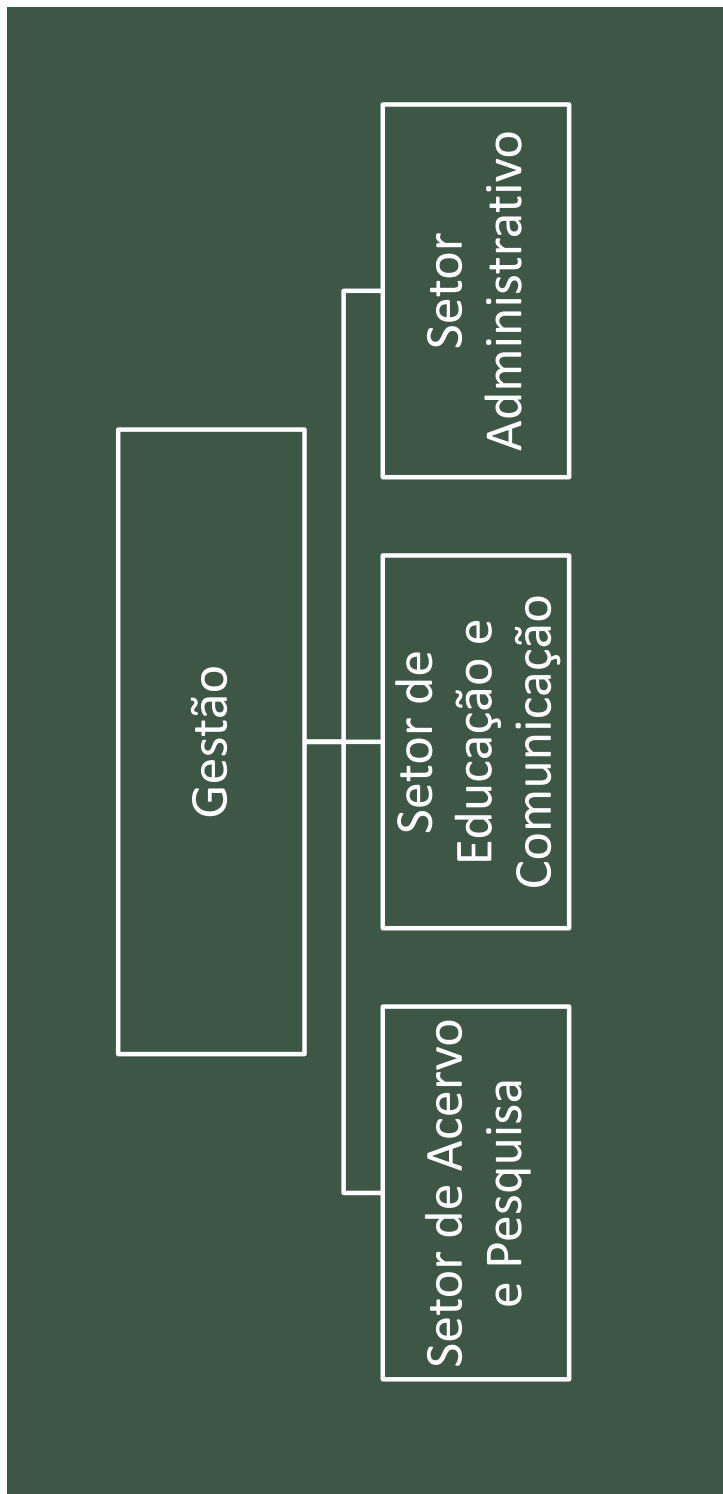 Gestão
Setor de Acervo
e Pesquisa
Setor de
Educação e
Comunicação
Setor
Administrativo